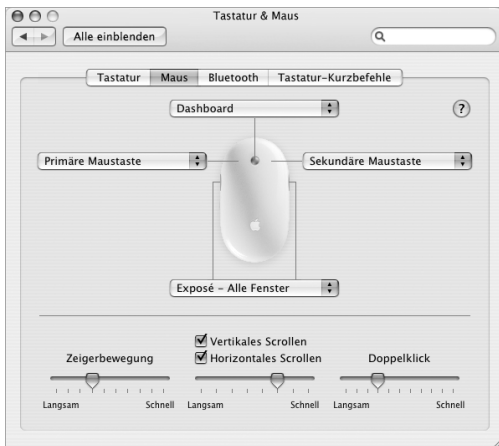 Tastatur & Maus
Alle einblenden
Tastatur Maus Bluetooth Tastatur-Kurzbefehle
Dashboard
?
Primäre Maustaste
Sekundäre Maustaste
Exposé – Alle Fenster
Vertikales Scrollen
Zeigerbewegung
Horizontales Scrollen
Doppelklick
Langsam Schnell Langsam Schnell Langsam Schnell